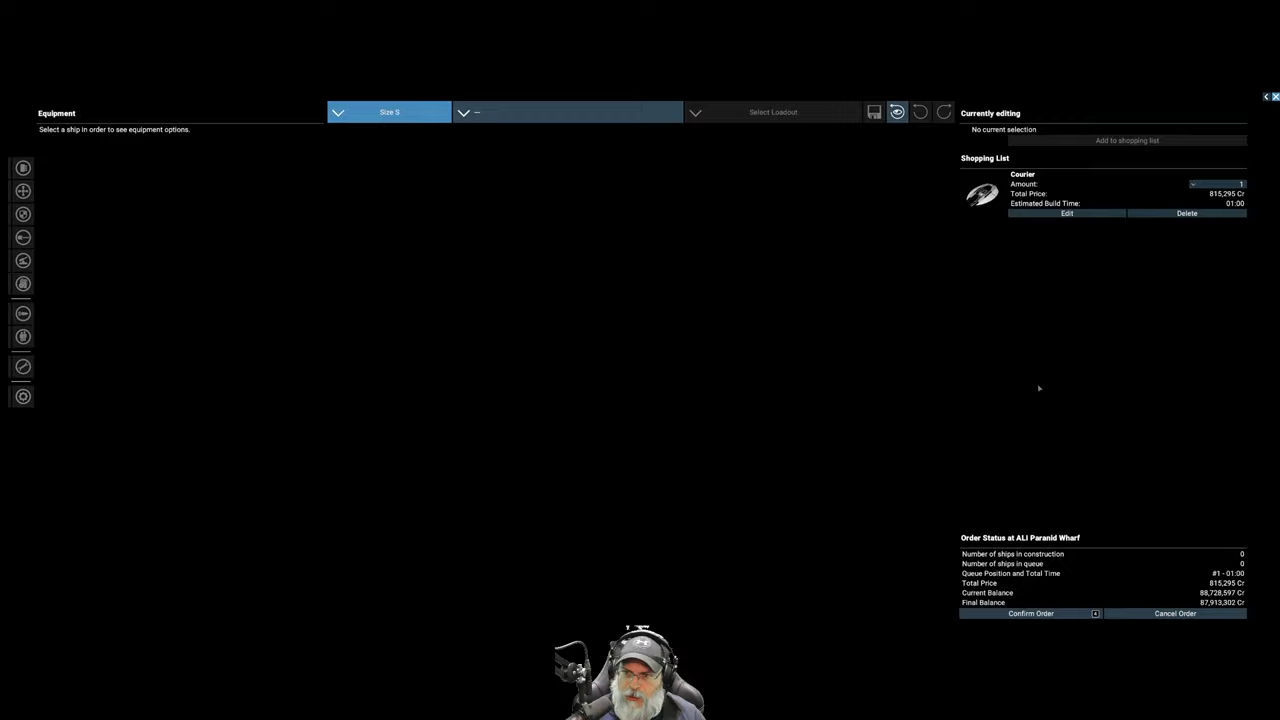 Equipment
Select a ship in order to see equipment options.
Size S
--
Select Loadout
Currently editing
No current selection
Add to shopping list
Shopping List
Courier
Amount: 1
Total Price: 815,295 Cr
Estimated Build Time: 01:00
Edit Delete
Order Status at ALI Paranid Wharf
Number of ships in construction 0
Number of ships in queue 0
Queue Position and Total Time #1 - 01:00
Total Price 815,295 Cr
Current Balance 88,728,597 Cr
Final Balance 87,913,302 Cr
Confirm Order Cancel Order